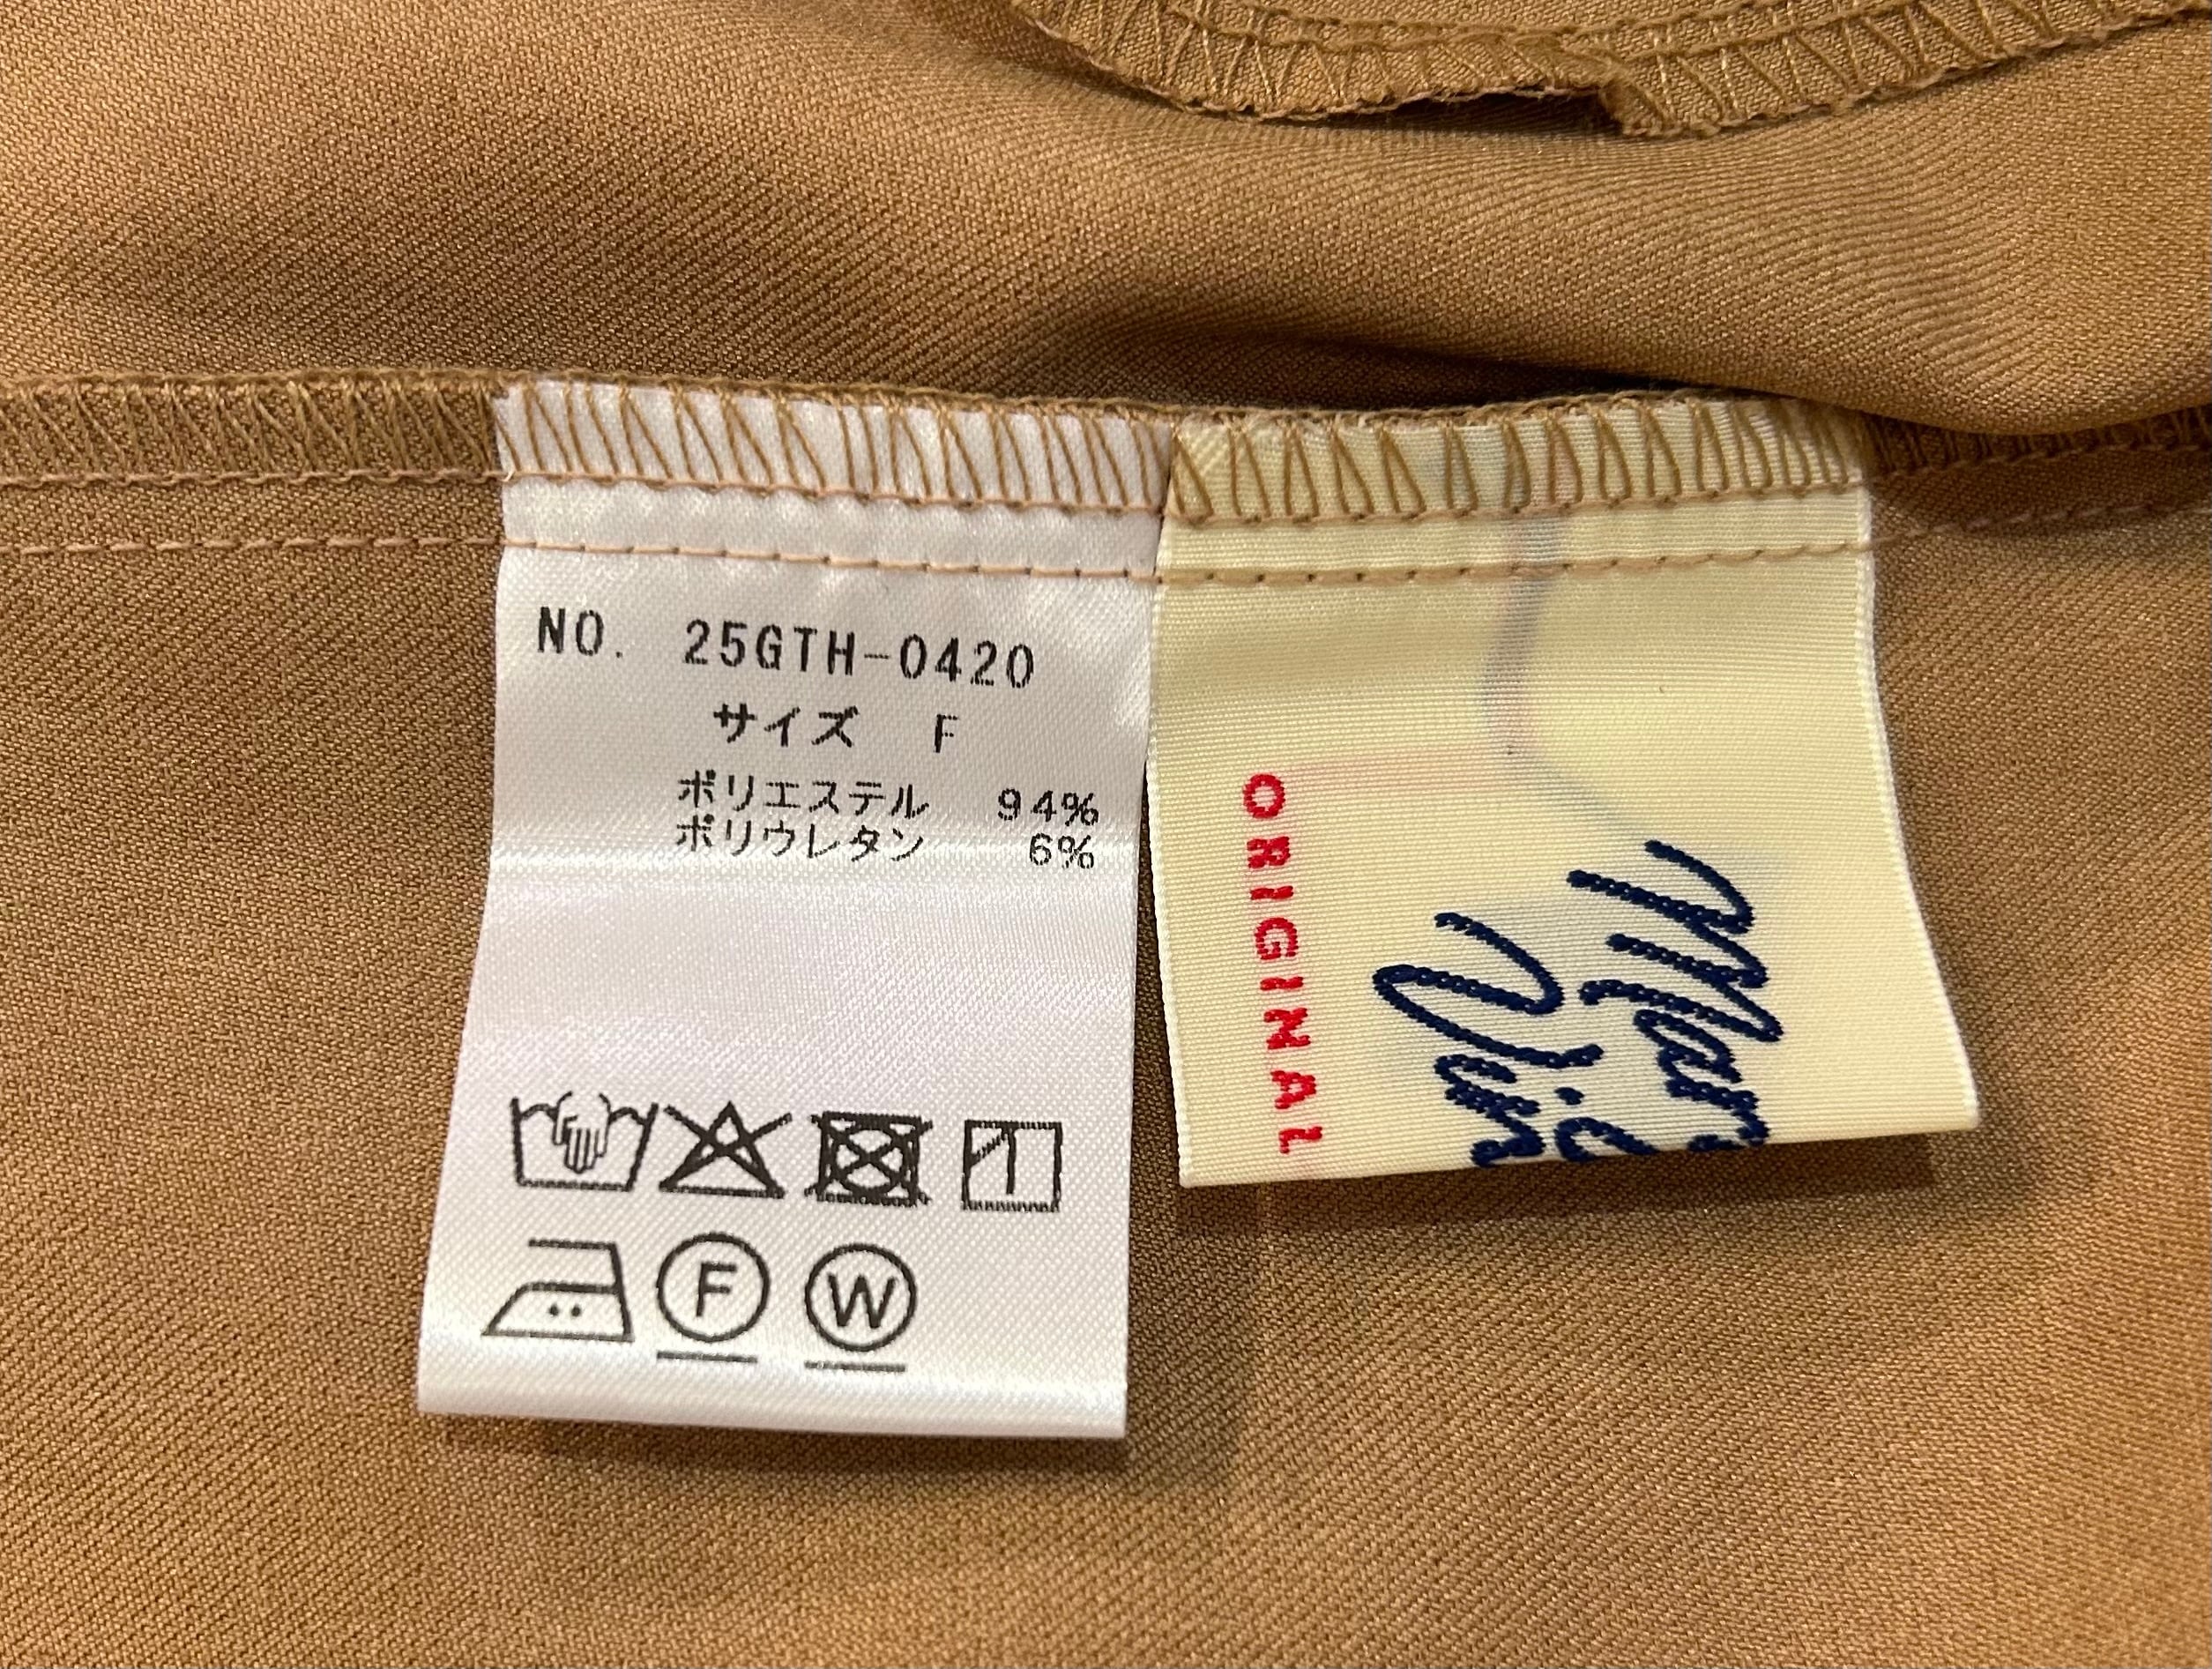 NO. 25GTH-0420
サイズ F
ポリエステル 94%
ポリウレタン 6%
F W
ORIGINAL